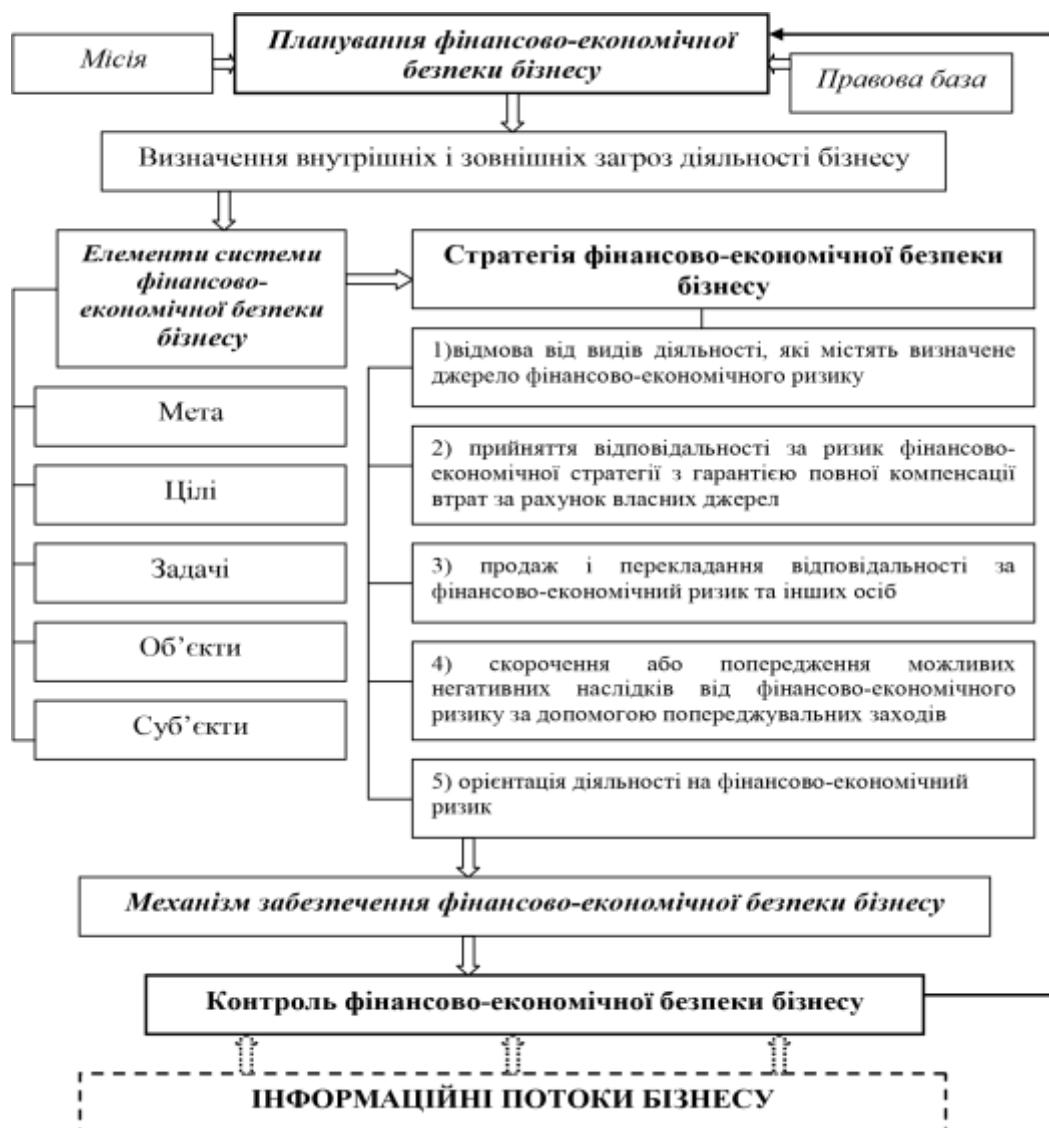 Місія
Планування фінансово-економічної
безпеки бізнесу
Правова база
Визначення внутрішніх і зовнішніх загроз діяльності бізнесу
Елементи системи
фінансово-
економічної безпеки
бізнесу
Мета
Цілі
Задачі
Об’єкти
Суб’єкти
Стратегія фінансово-економічної безпеки
бізнесу
1)відмова від видів діяльності, які містять визначене
джерело фінансово-економічного ризику
2) прийняття відповідальності за ризик фінансово-
економічної стратегії з гарантією повної компенсації
втрат за рахунок власних джерел
3) продаж і перекладання відповідальності за
фінансово-економічний ризик та інших осіб
4) скорочення або попередження можливих
негативних наслідків від фінансово-економічного
ризику за допомогою попереджувальних заходів
5) орієнтація діяльності на фінансово-економічний
ризик
Механізм забезпечення фінансово-економічної безпеки бізнесу
Контроль фінансово-економічної безпеки бізнесу
ІНФОРМАЦІЙНІ ПОТОКИ БІЗНЕСУ